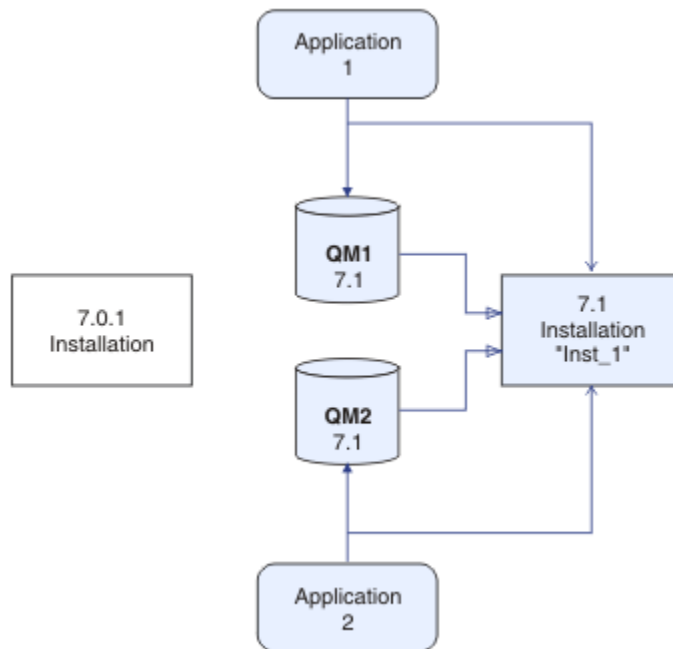 Application
1
QM1
7.1
7.0.1
Installation
7.1
Installation
"Inst_1"
QM2
7.1
Application
2